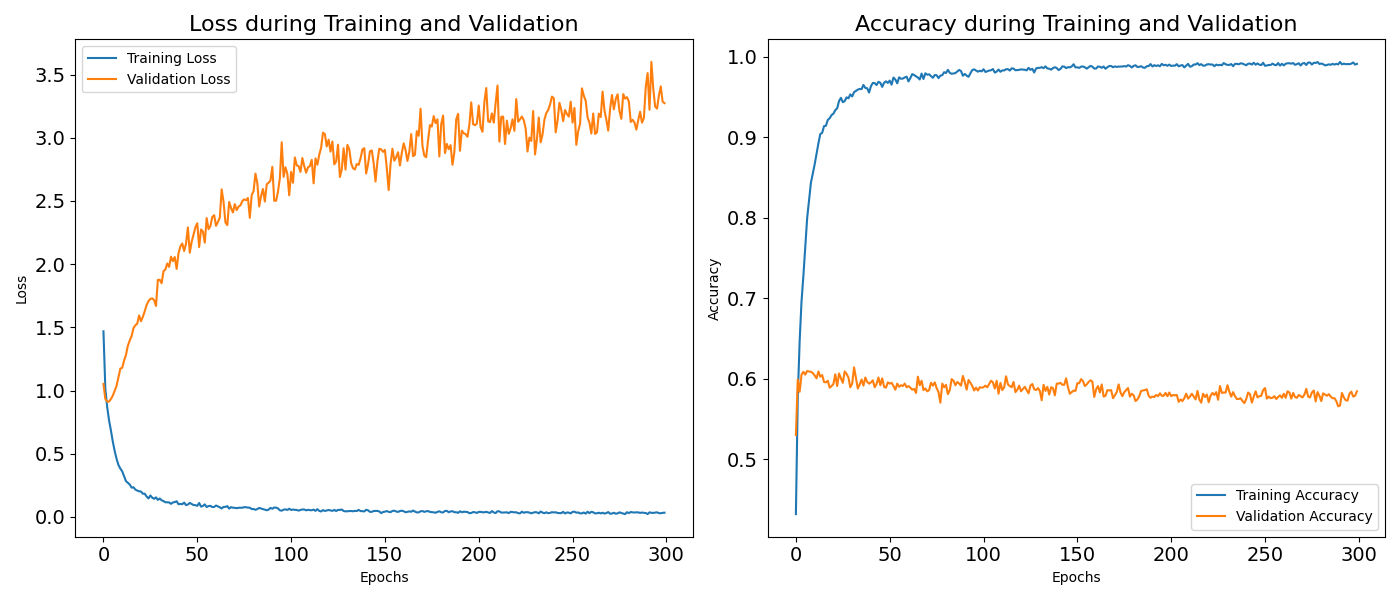 Loss during Training and Validation
Training Loss
Validation Loss
3.5
3.0
2.5
2.0
1.5
1.0
0.5
0.0
Loss
0 50 100 150 200 250 300
Epochs
Accuracy during Training and Validation
1.0
0.9
0.8
0.7
0.6
0.5
Accuracy
Training Accuracy
Validation Accuracy
0 50 100 150 200 250 300
Epochs